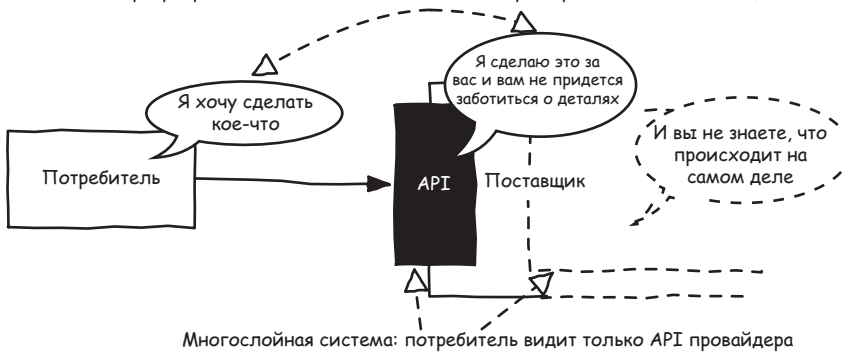 Я хочу сделать
кое-что
Я сделаю это за
вас и вам не придется
заботиться о деталях
И вы не знаете, что
происходит на
самом деле
Потребитель
API
Поставщик
Многослойная система: потребитель видит только API провайдера